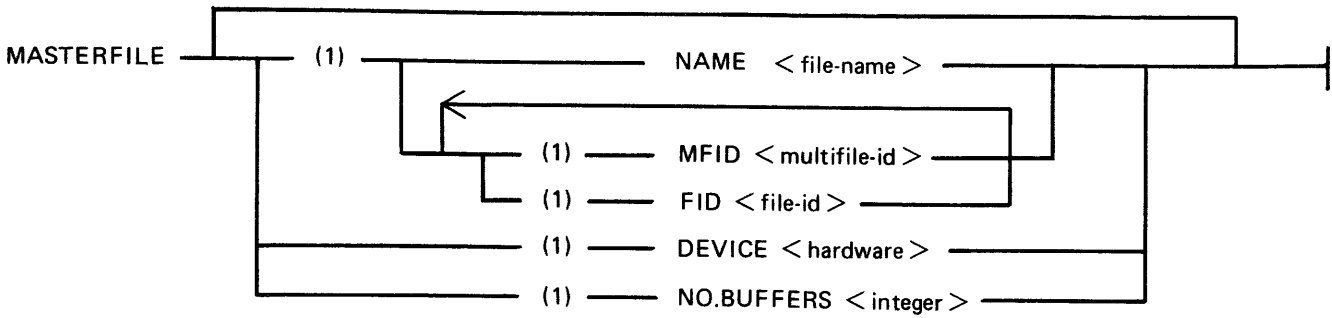 MASTERFILE (1) NAME < file-name >
(1) MFID < multifile-id >
(1) FID < file-id >
(1) DEVICE < hardware >
(1) NO.BUFFERS < integer >